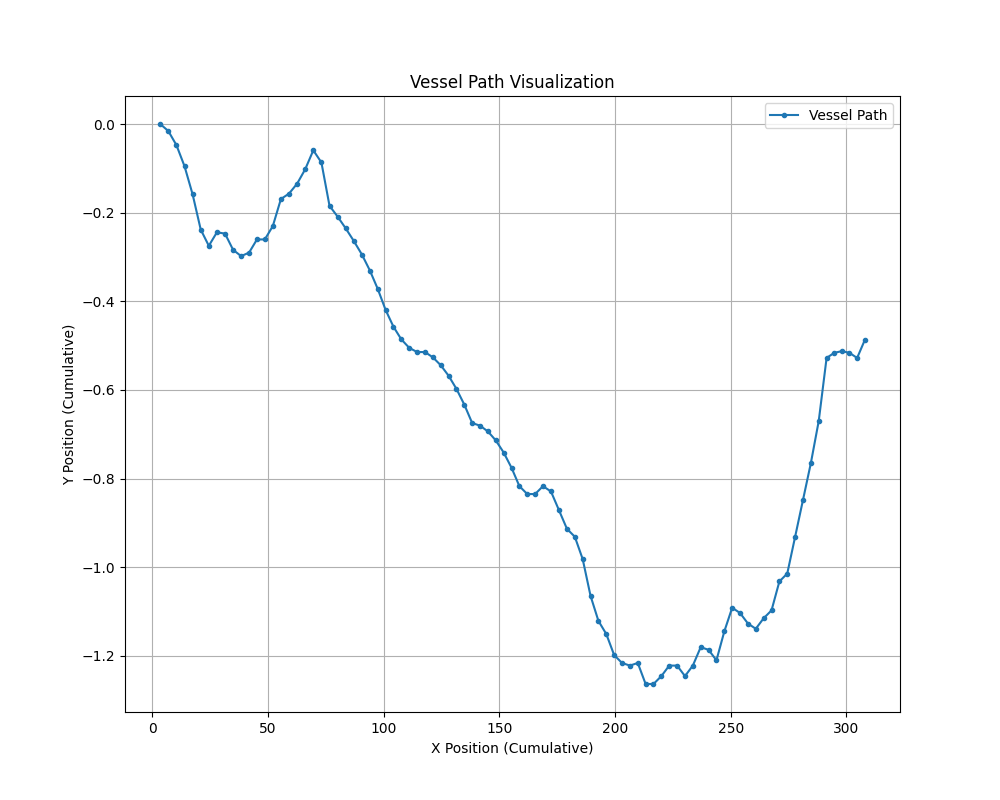 Vessel Path Visualization
Vessel Path
0.0
−0.2
−0.4
−0.6
−0.8
−1.0
−1.2
Y Position (Cumulative)
0 50 100 150 200 250 300
X Position (Cumulative)